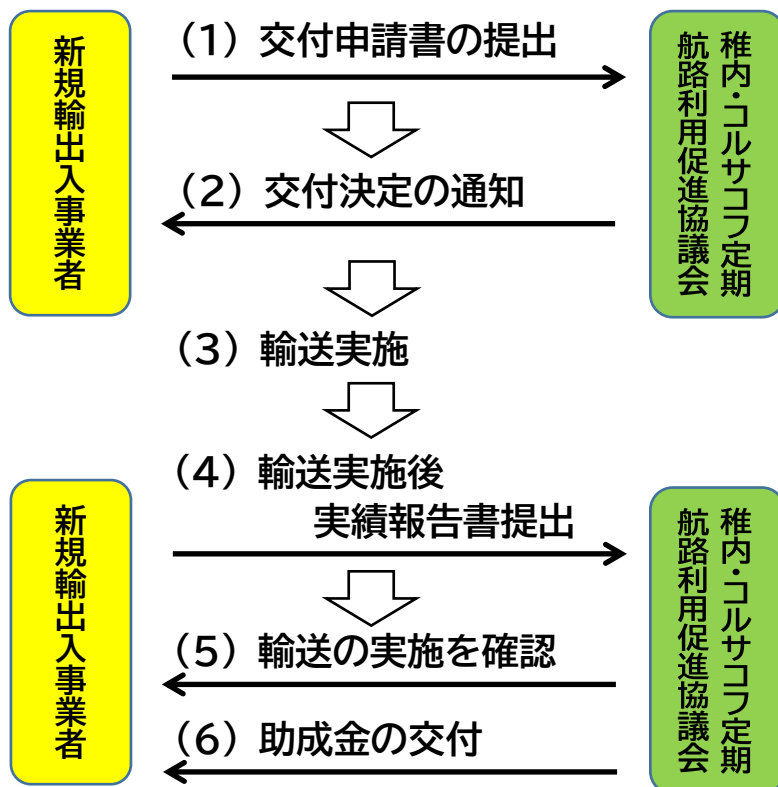 新規輸出入事業者
(1) 交付申請書の提出
稚内・コルサコフ定期
航路利用促進協議会
(2) 交付決定の通知
(3) 輸送実施
(4) 輸送実施後
実績報告書提出
新規輸出入事業者
稚内・コルサコフ定期
航路利用促進協議会
(5) 輸送の実施を確認
(6) 助成金の交付